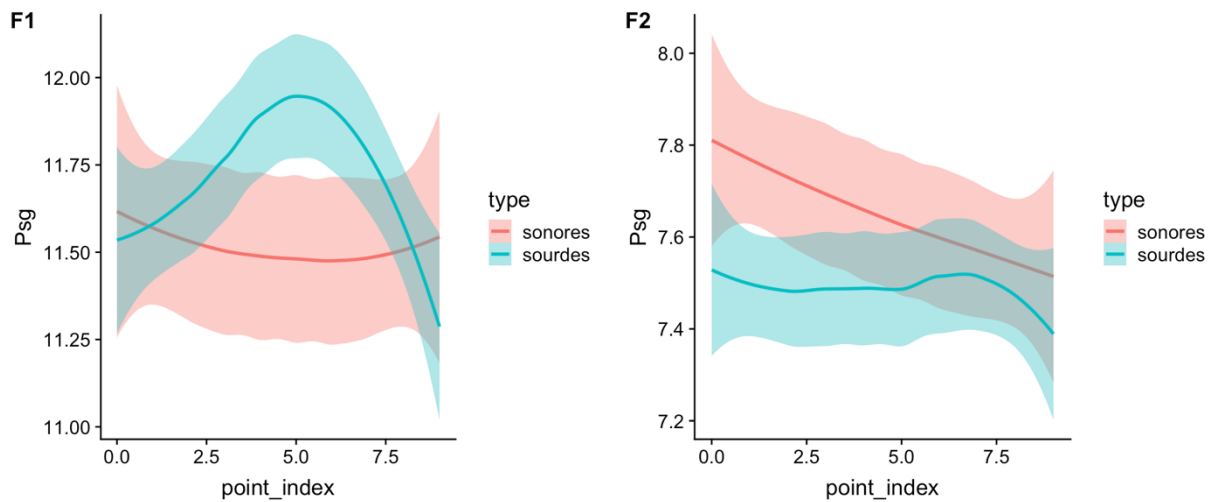 F1
12.00
11.75
11.50
11.25
11.00
Psg
0.0 2.5 5.0 7.5
point_index
type
sonores
sourdes
F2
8.0
7.8
7.6
7.4
7.2
Psg
0.0 2.5 5.0 7.5
point_index
type
sonores
sourdes